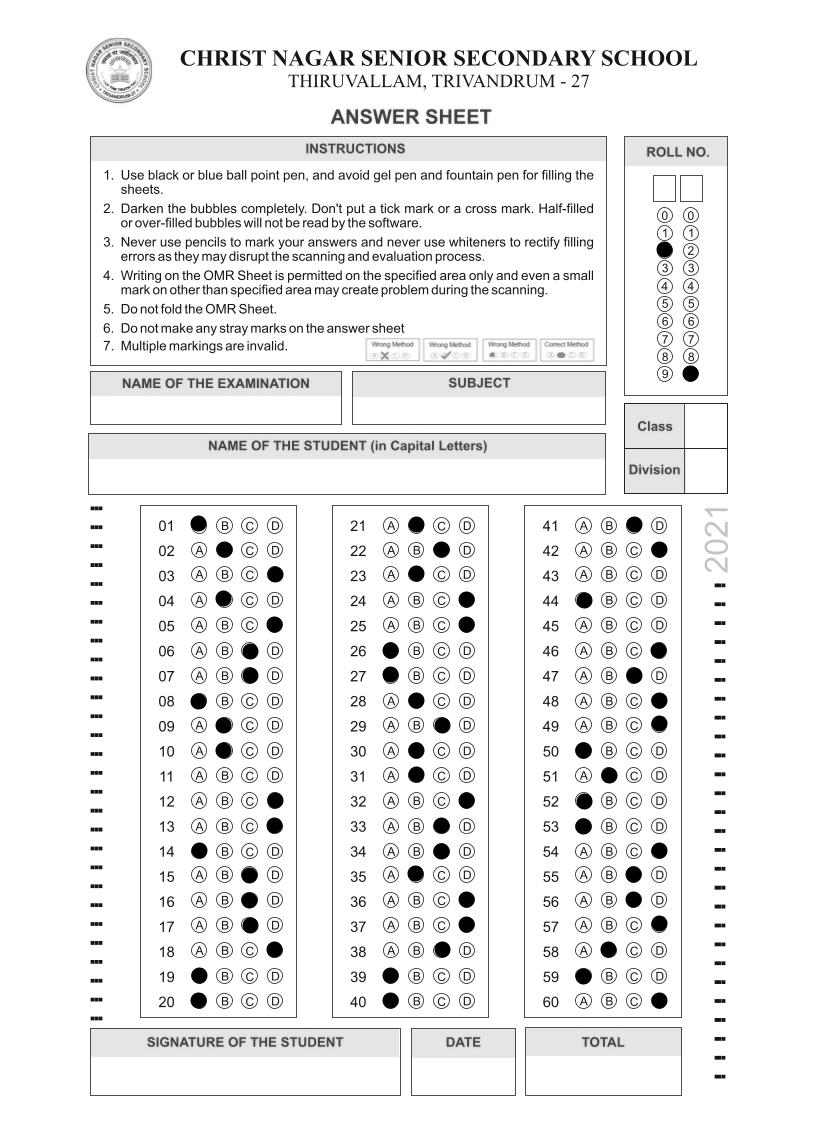 CHRIST NAGAR SENIOR SECONDARY SCHOOL
THIRUVALLAM, TRIVANDRUM - 27
ANSWER SHEET
INSTRUCTIONS
1. Use black or blue ball point pen, and avoid gel pen and fountain pen for filling the
sheets.
2. Darken the bubbles completely. Don't put a tick mark or a cross mark. Half-filled
or over-filled bubbles will not be read by the software.
3. Never use pencils to mark your answers and never use whiteners to rectify filling
errors as they may disrupt the scanning and evaluation process.
4. Writing on the OMR Sheet is permitted on the specified area only and even a small
mark on other than specified area may create problem during the scanning.
5. Do not fold the OMR Sheet.
6. Do not make any stray marks on the answer sheet
7. Multiple markings are invalid.
Wrong Method Wrong Method Wrong Method Correct Method
ROLL NO.
0 0
1 1
2
3 3
4 4
5 5
6 6
7 7
8 8
9
NAME OF THE EXAMINATION
SUBJECT
Class
NAME OF THE STUDENT (in Capital Letters)
Division
2021
01 B C D
02 A C D
03 A B C
04 A C D
05 A B C
06 A B D
07 A B D
08 B C D
09 A C D
10 A C D
11 A B C D
12 A B C
13 A B C
14 B C D
15 A B D
16 A B D
17 A B D
18 A B C
19 B C D
20 B C D
21 A C D
22 A B D
23 A C D
24 A B C
25 A B C
26 B C D
27 B C D
28 A C D
29 A B D
30 A C D
31 A C D
32 A B C
33 A B D
34 A B D
35 A C D
36 A B C
37 A B C
38 A B D
39 B C D
40 B C D
41 A B D
42 A B C
43 A B C D
44 B C D
45 A B C D
46 A B C
47 A B D
48 A B C
49 A B C
50 B C D
51 A C D
52 B C D
53 B C D
54 A B C
55 A B D
56 A B D
57 A B C
58 A C D
59 B C D
60 A B C
SIGNATURE OF THE STUDENT
DATE
TOTAL